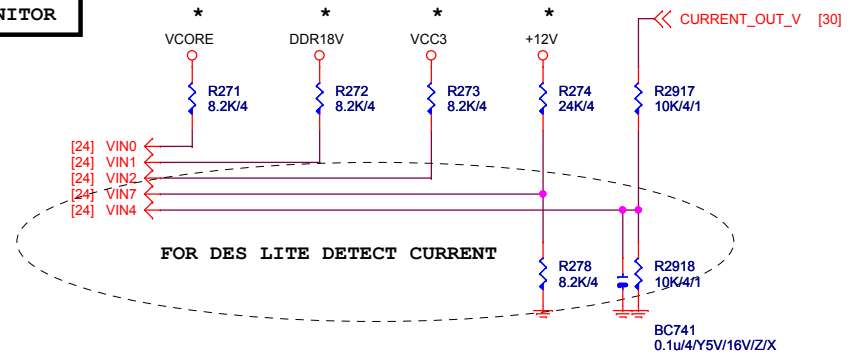 NITOR
* * * *
CURRENT_OUT_V [30]
VCORE DDR18V VCC3 +12V
R271 8.2K/4
R272 8.2K/4
R273 8.2K/4
R274 24K/4
R2917 10K/4/1
[24] VIN0
[24] VIN1
[24] VIN2
[24] VIN7
[24] VIN4
FOR DES LITE DETECT CURRENT
R278 8.2K/4
R2918 10K/4/1
BC741
0.1u/4/Y5V/16V/Z/X